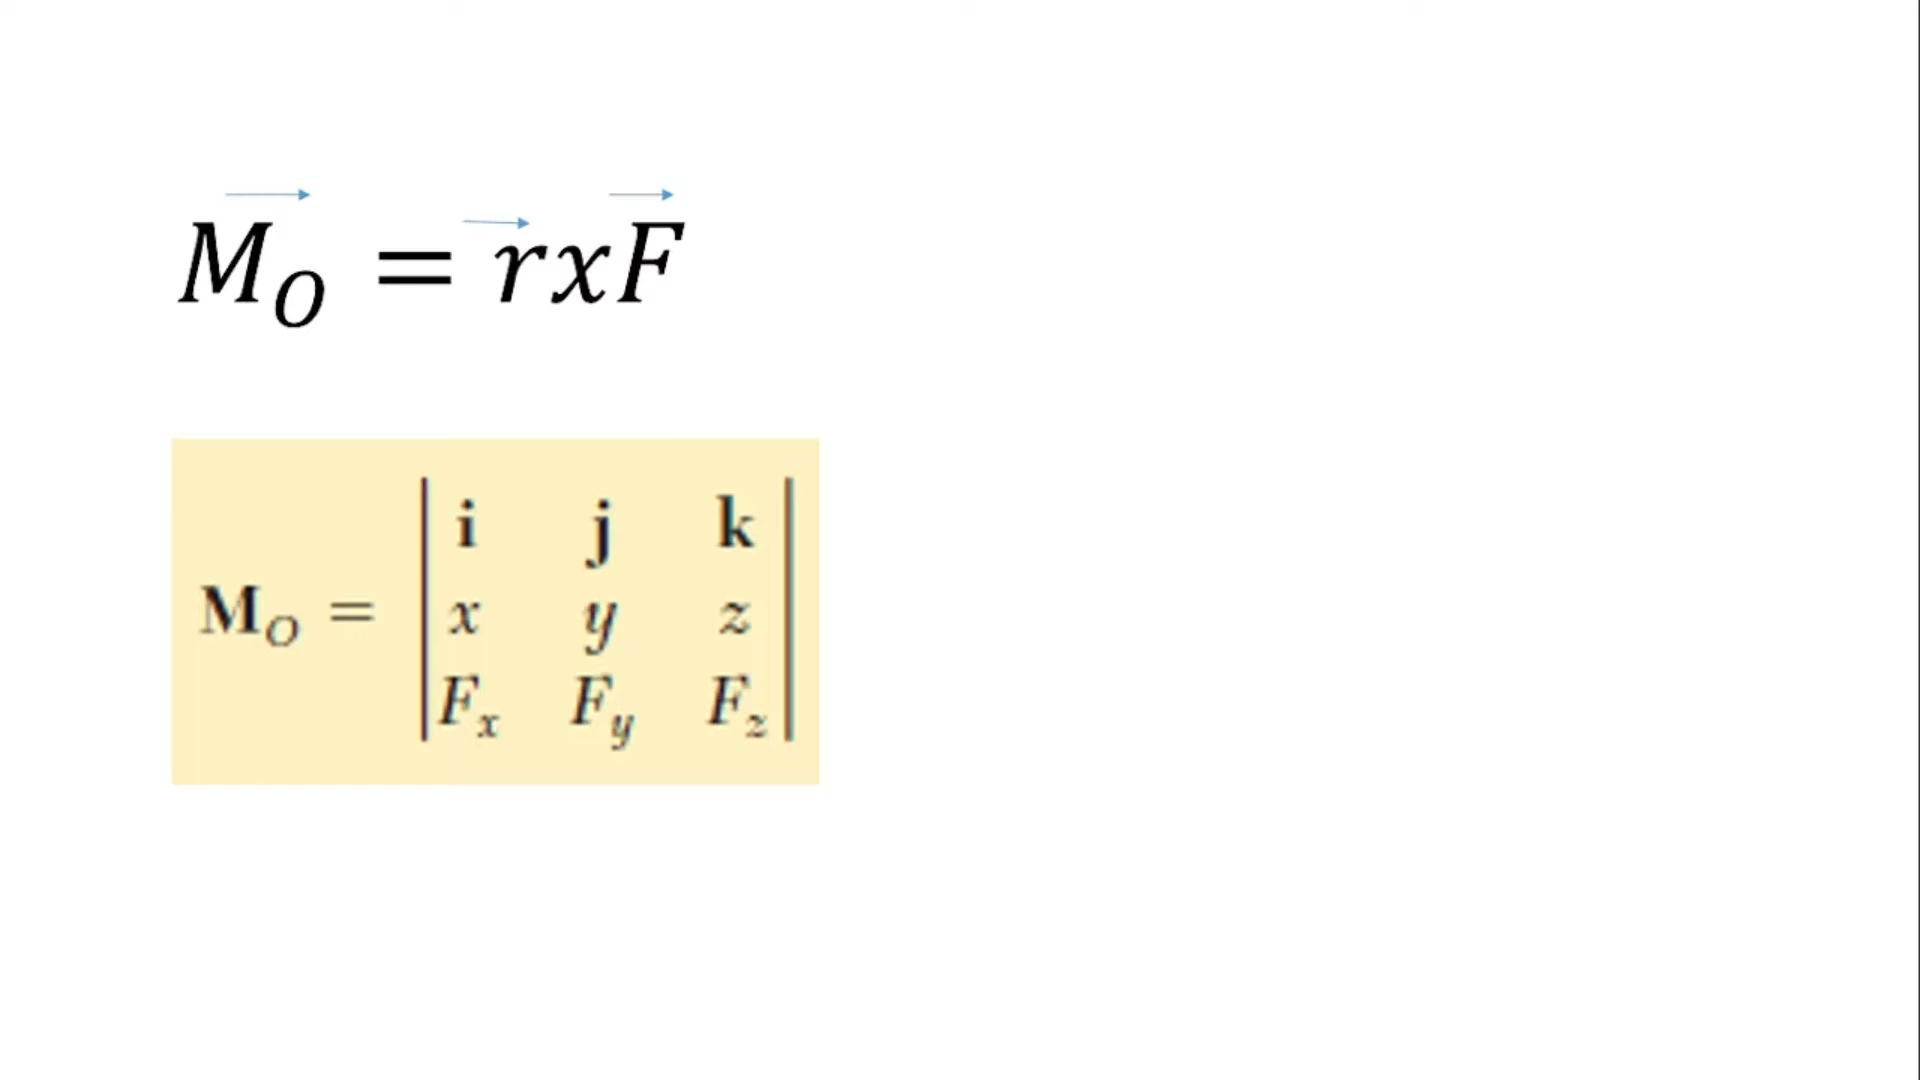 M_O = r x F
i j k
M_O = x y z
F_x F_y F_z